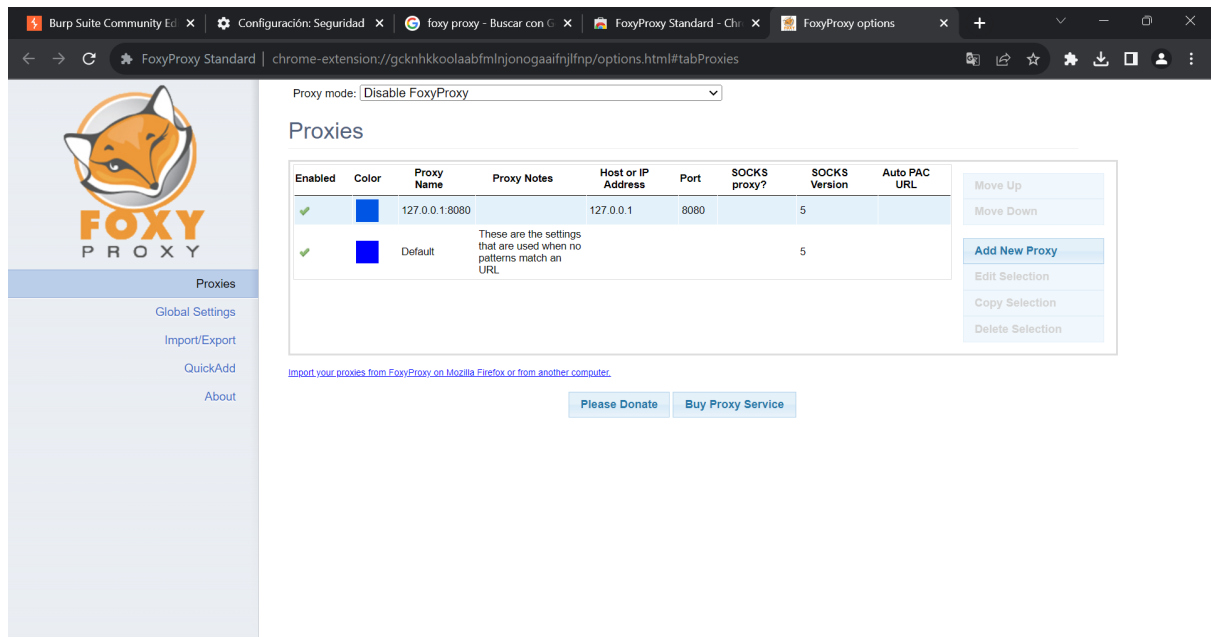 Burp Suite Community Ed
Configuración: Seguridad
foxy proxy - Buscar con G
FoxyProxy Standard - Chr
FoxyProxy options
FoxyProxy Standard
chrome-extension://gcknhkkoolaabfmlnjonogaaifnjlfnp/options.html#tabProxies
FOXY
PROXY
Proxies
Global Settings
Import/Export
QuickAdd
About
Proxy mode: Disable FoxyProxy
Proxies
Enabled Color Proxy Name Proxy Notes Host or IP Address Port SOCKS proxy? SOCKS Version Auto PAC URL
127.0.0.1:8080 127.0.0.1 8080 5
Default These are the settings that are used when no patterns match an URL 5
Move Up
Move Down
Add New Proxy
Edit Selection
Copy Selection
Delete Selection
Import your proxies from FoxyProxy on Mozilla Firefox or from another computer.
Please Donate Buy Proxy Service